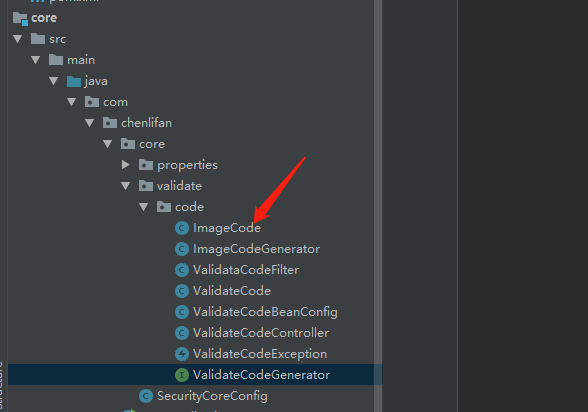 core
src
main
java
com
chenlifan
core
properties
validate
code
ImageCode
ImageCodeGenerator
ValidataCodeFilter
ValidateCode
ValidateCodeBeanConfig
ValidateCodeController
ValidateCodeException
ValidateCodeGenerator
SecurityCoreConfig